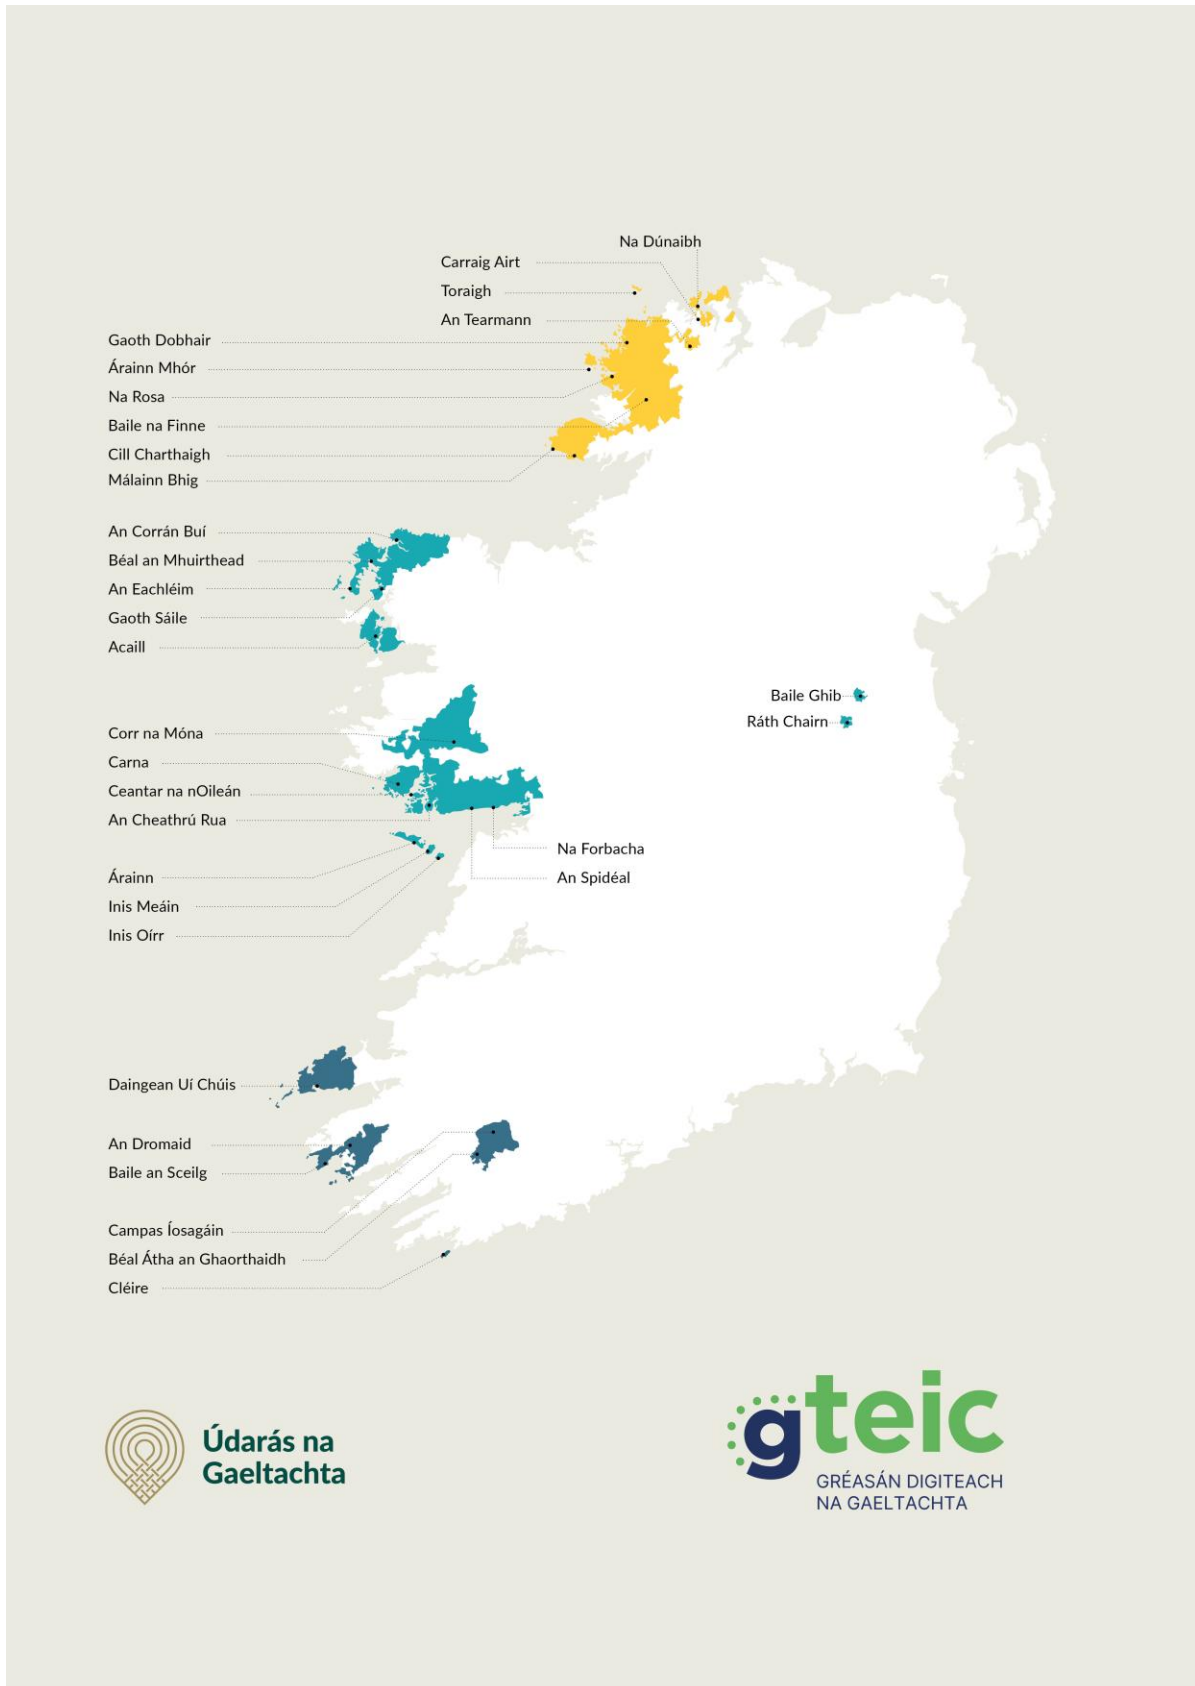 Na Dúnaibh
Carraig Airt
Toraigh
An Tearmann
Gaoth Dobhair
Árainn Mhór
Na Rosa
Baile na Finne
Cill Charthaigh
Málainn Bhig
An Corrán Buí
Béal an Mhuirthead
An Eachléim
Gaoth Sáile
Acaill
Baile Ghib
Ráth Chairn
Corr na Móna
Carna
Ceantar na nOileán
An Cheathrú Rua
Na Forbacha
An Spidéal
Árainn
Inis Meáin
Inis Oírr
Daingean Uí Chúis
An Dromaid
Baile an Sceilg
Campas Íosagáin
Béal Átha an Ghaorthaidh
Cléire
Údarás na
Gaeltachta
gteic
GRÉASÁN DIGITEACH
NA GAELTACHTA